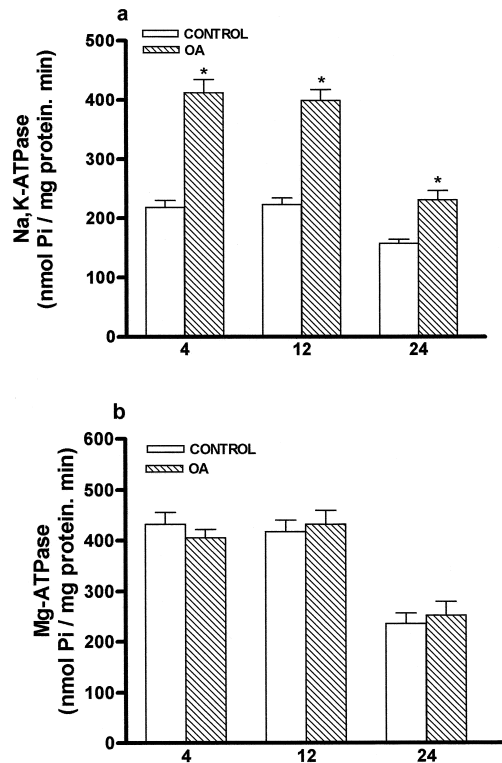 a
CONTROL
OA
Na,K-ATPase
(nmol Pi / mg protein. min)
500
400
300
200
100
0
*
*
*
4 12 24
b
CONTROL
OA
Mg-ATPase
(nmol Pi / mg protein. min)
600
500
400
300
200
100
0
4 12 24